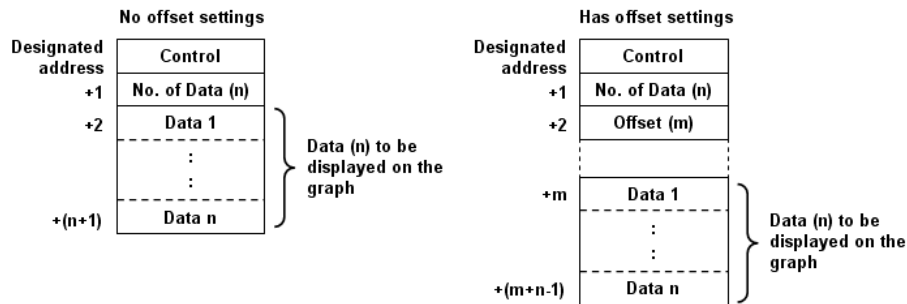 No offset settings
Designated
address
Control
+1
No. of Data (n)
+2
Data 1
:
:
+(n+1)
Data n
Data (n) to be
displayed on the
graph
Has offset settings
Designated
address
Control
+1
No. of Data (n)
+2
Offset (m)
+m
Data 1
:
:
+(m+n-1)
Data n
Data (n) to be
displayed on the
graph